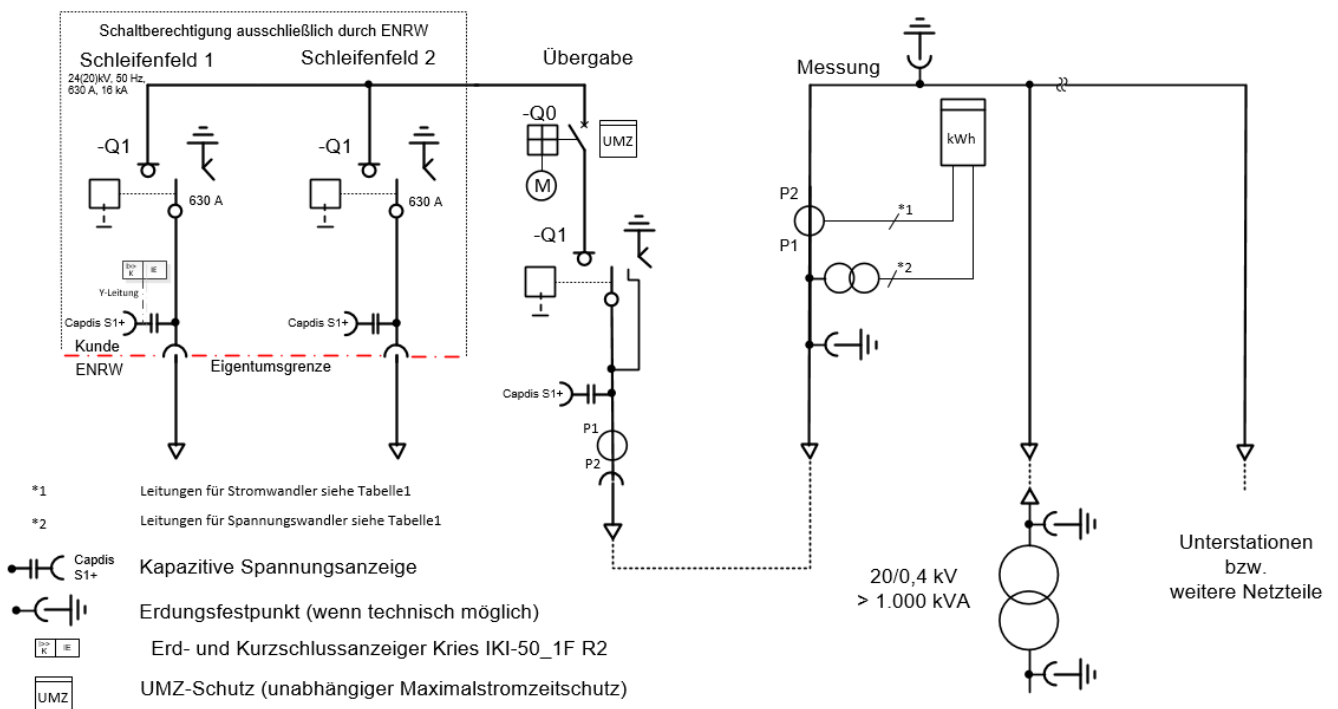 Schaltberechtigung ausschließlich durch ENRW
Schleifenfeld 1
Schleifenfeld 2
Übergabe
Messung
24(20)kV, 50 Hz,
630 A, 16 kA
-Q0
UMZ
kWh
-Q1
-Q1
M
630 A
630 A
P2
*1
P1
-Q1
*2
I>> IE
K
Y-Leitung
Capdis S1+
Capdis S1+
Kunde
ENRW
Eigentumsgrenze
Capdis S1+
P1
P2
*1 Leitungen für Stromwandler siehe Tabelle1
*2 Leitungen für Spannungswandler siehe Tabelle1
Capdis
S1+
Kapazitive Spannungsanzeige
Erdungsfestpunkt (wenn technisch möglich)
I>> IE
K
Erd- und Kurzschlussanzeiger Kries IKI-50_1F R2
UMZ
UMZ-Schutz (unabhängiger Maximalstromzeitschutz)
20/0,4 kV
> 1.000 kVA
Unterstationen
bzw.
weitere Netzteile